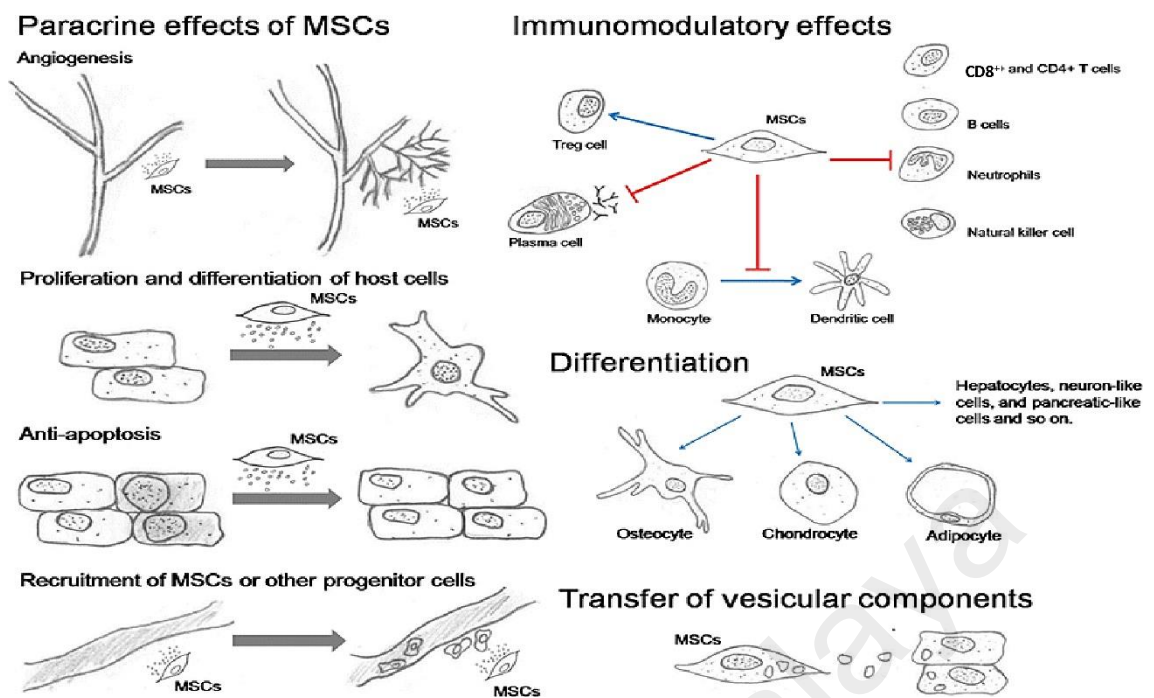 Paracrine effects of MSCs
Angiogenesis
MSCs
MSCs
Proliferation and differentiation of host cells
MSCs
Anti-apoptosis
MSCs
Recruitment of MSCs or other progenitor cells
MSCs
MSCs
Immunomodulatory effects
CD8⁺⁺ and CD4+ T cells
MSCs
Treg cell
B cells
Neutrophils
Plasma cell
Natural killer cell
Monocyte
Dendritic cell
Differentiation
MSCs
Hepatocytes, neuron-like
cells, and pancreatic-like
cells and so on.
Osteocyte
Chondrocyte
Adipocyte
Transfer of vesicular components
MSCs
laya